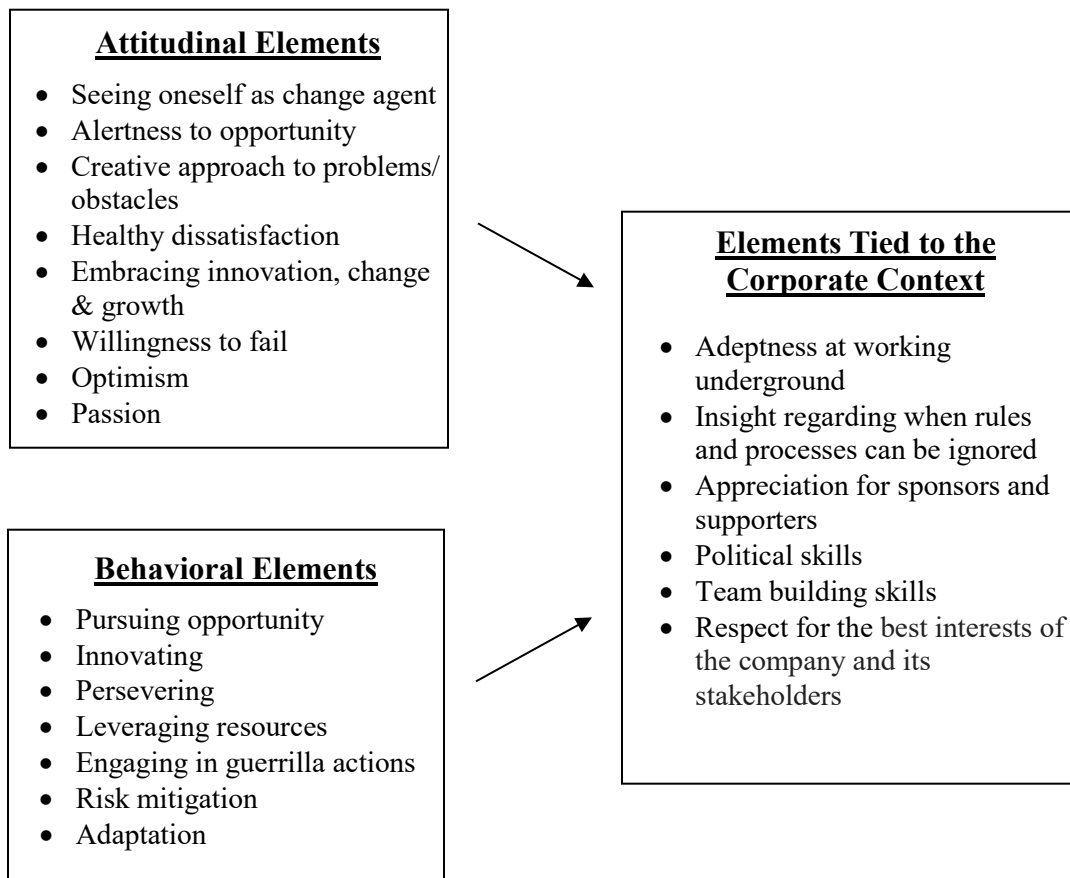 Attitudinal Elements
• Seeing oneself as change agent
• Alertness to opportunity
• Creative approach to problems/
obstacles
• Healthy dissatisfaction
• Embracing innovation, change
& growth
• Willingness to fail
• Optimism
• Passion
Behavioral Elements
• Pursuing opportunity
• Innovating
• Persevering
• Leveraging resources
• Engaging in guerrilla actions
• Risk mitigation
• Adaptation
Elements Tied to the
Corporate Context
• Adeptness at working
underground
• Insight regarding when rules
and processes can be ignored
• Appreciation for sponsors and
supporters
• Political skills
• Team building skills
• Respect for the best interests of
the company and its
stakeholders